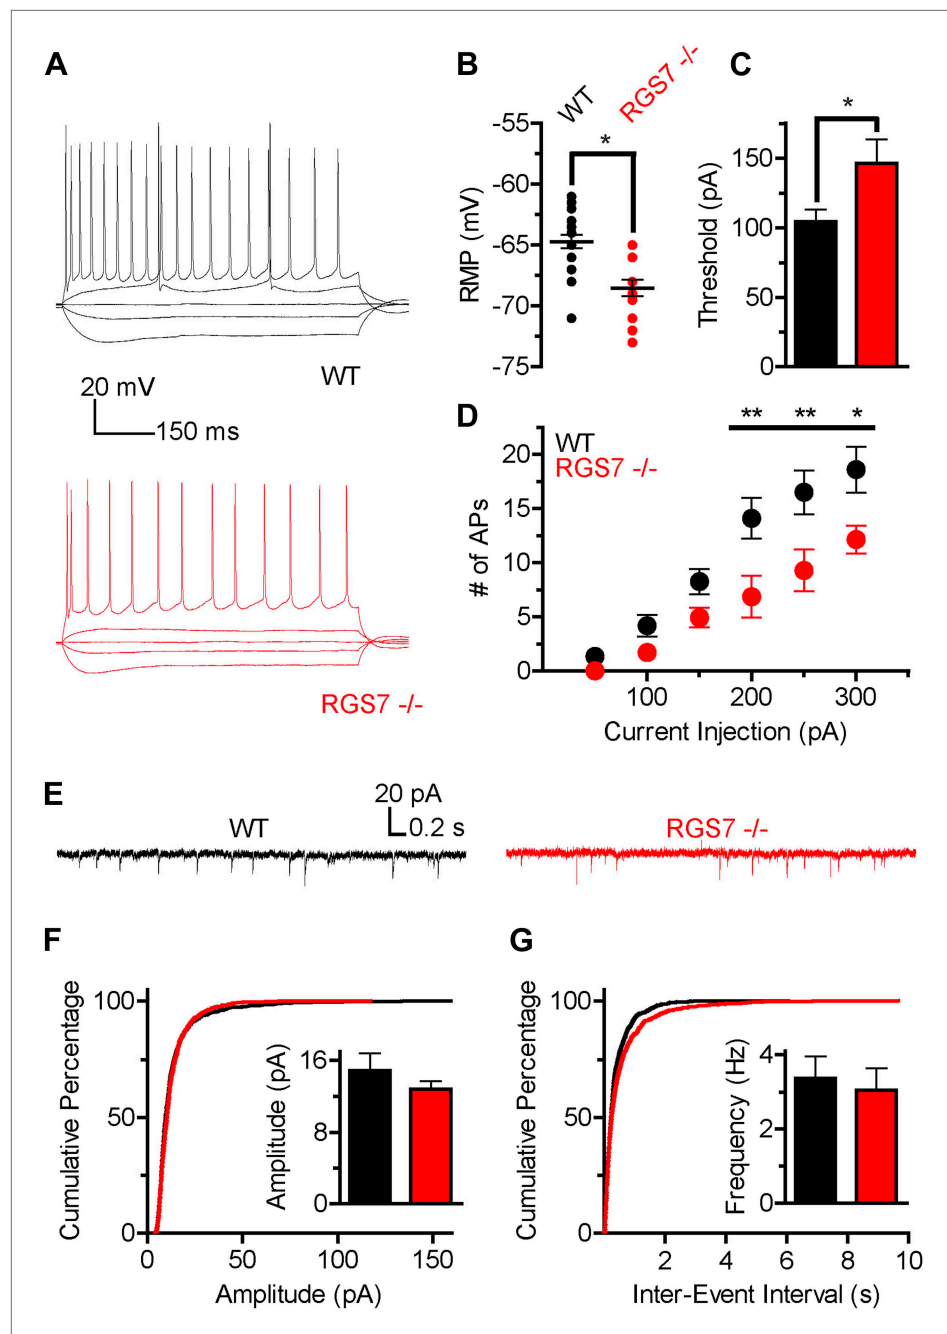 A
WT
20 mV
150 ms
RGS7 -/-
B
WT
RGS7 -/-
-55
-60
-65
-70
-75
RMP (mV)
*
C
*
150
100
50
0
Threshold (pA)
D
WT
RGS7 -/-
** ** *
20
15
10
5
0
# of APs
100 200 300
Current Injection (pA)
E
WT
20 pA
0.2 s
RGS7 -/-
F
100
50
0
Cumulative Percentage
0 50 100 150
Amplitude (pA)
16
8
0
Amplitude (pA)
G
100
50
0
Cumulative Percentage
2 4 6 8 10
Inter-Event Interval (s)
4
2
0
Frequency (Hz)